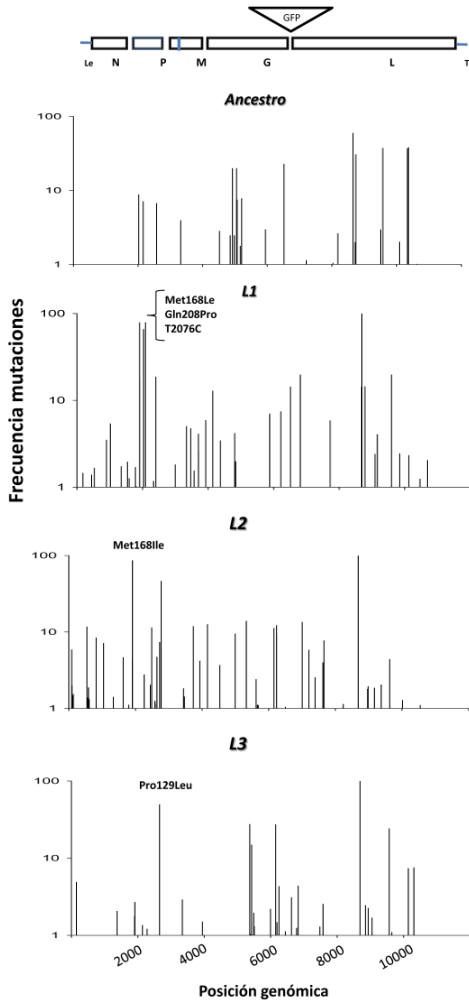 GFP
Le N P M G L T
Ancestro
100
10
1
L1
Met168Le
Gln208Pro
T2076C
100
10
1
Frecuencia mutaciones
L2
Met168Ile
100
10
1
L3
Pro129Leu
100
10
1
2000 4000 6000 8000 10000
Posición genómica